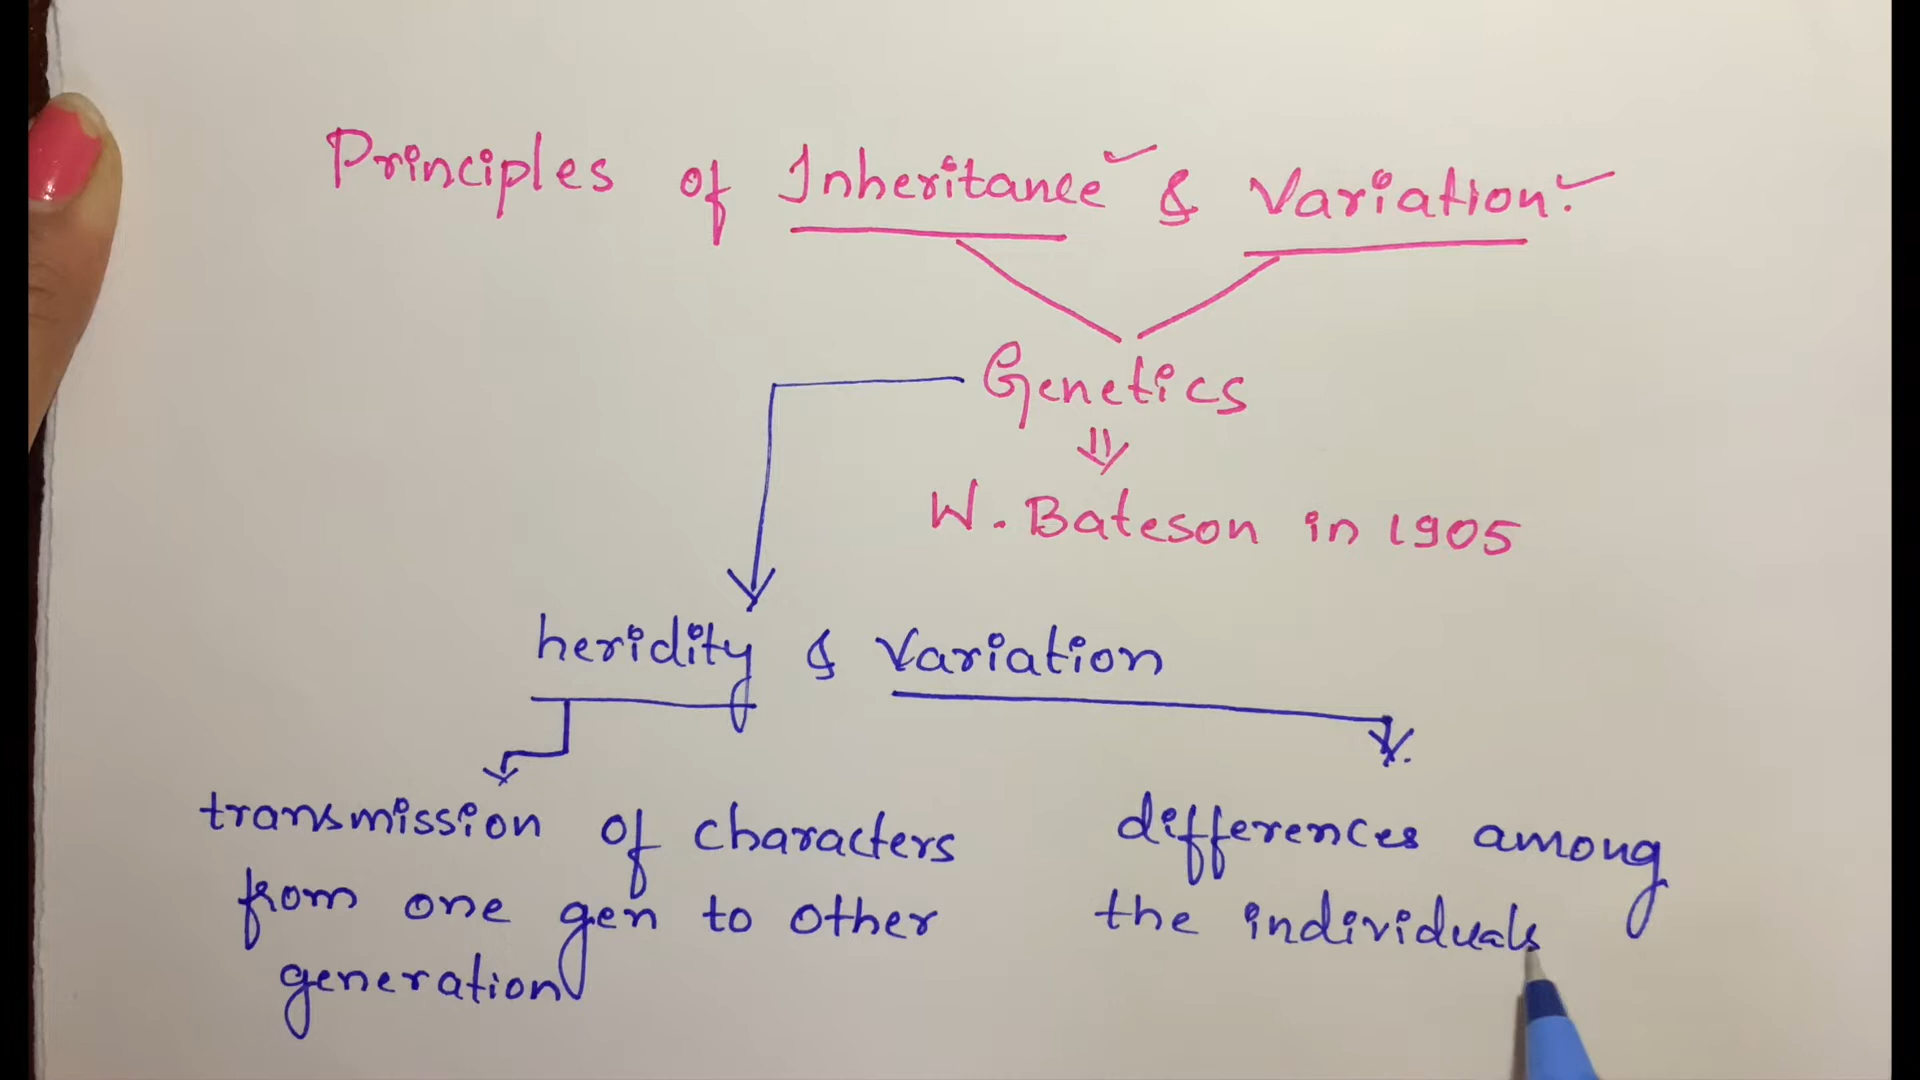 Principles of Inheritance & Variation.
Genetics
W. Bateson in 1905
heridity & Variation
transmission of characters
from one gen to other
generation
differences among
the individuals